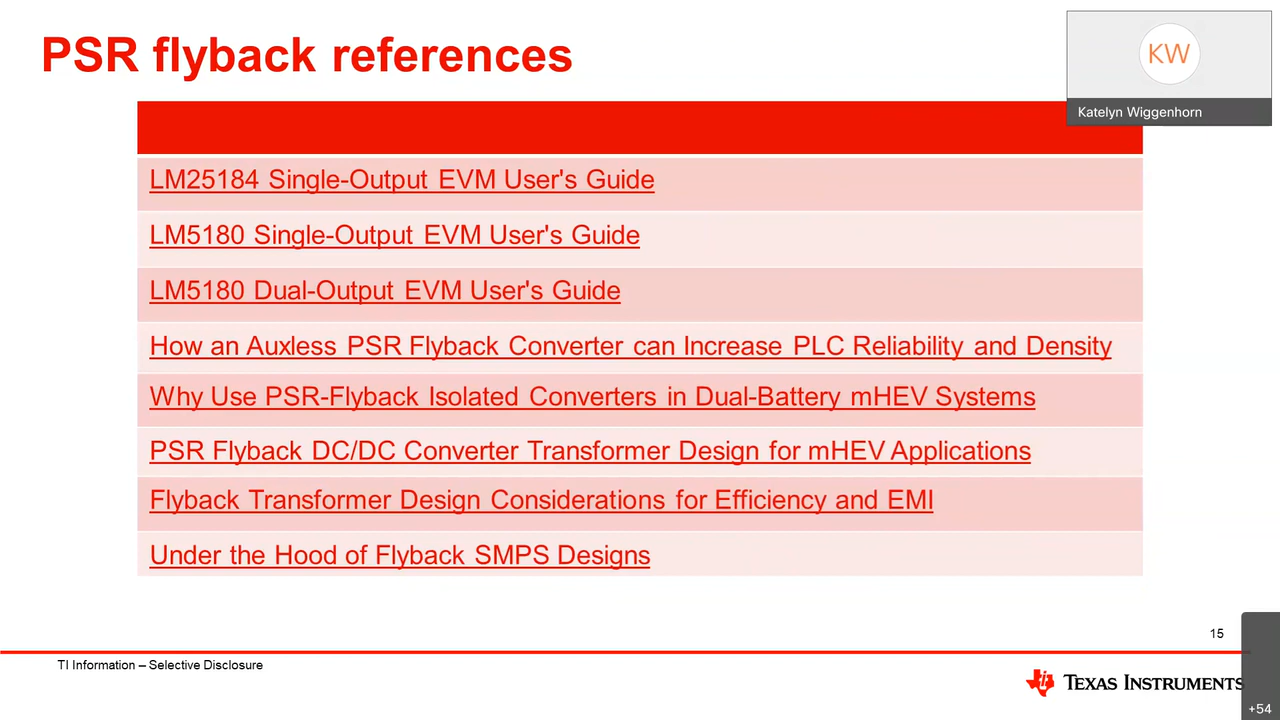 PSR flyback references
KW
Katelyn Wiggenhorn
LM25184 Single-Output EVM User's Guide
LM5180 Single-Output EVM User's Guide
LM5180 Dual-Output EVM User's Guide
How an Auxless PSR Flyback Converter can Increase PLC Reliability and Density
Why Use PSR-Flyback Isolated Converters in Dual-Battery mHEV Systems
PSR Flyback DC/DC Converter Transformer Design for mHEV Applications
Flyback Transformer Design Considerations for Efficiency and EMI
Under the Hood of Flyback SMPS Designs
15
TI Information – Selective Disclosure
TEXAS INSTRUMENTS
+54